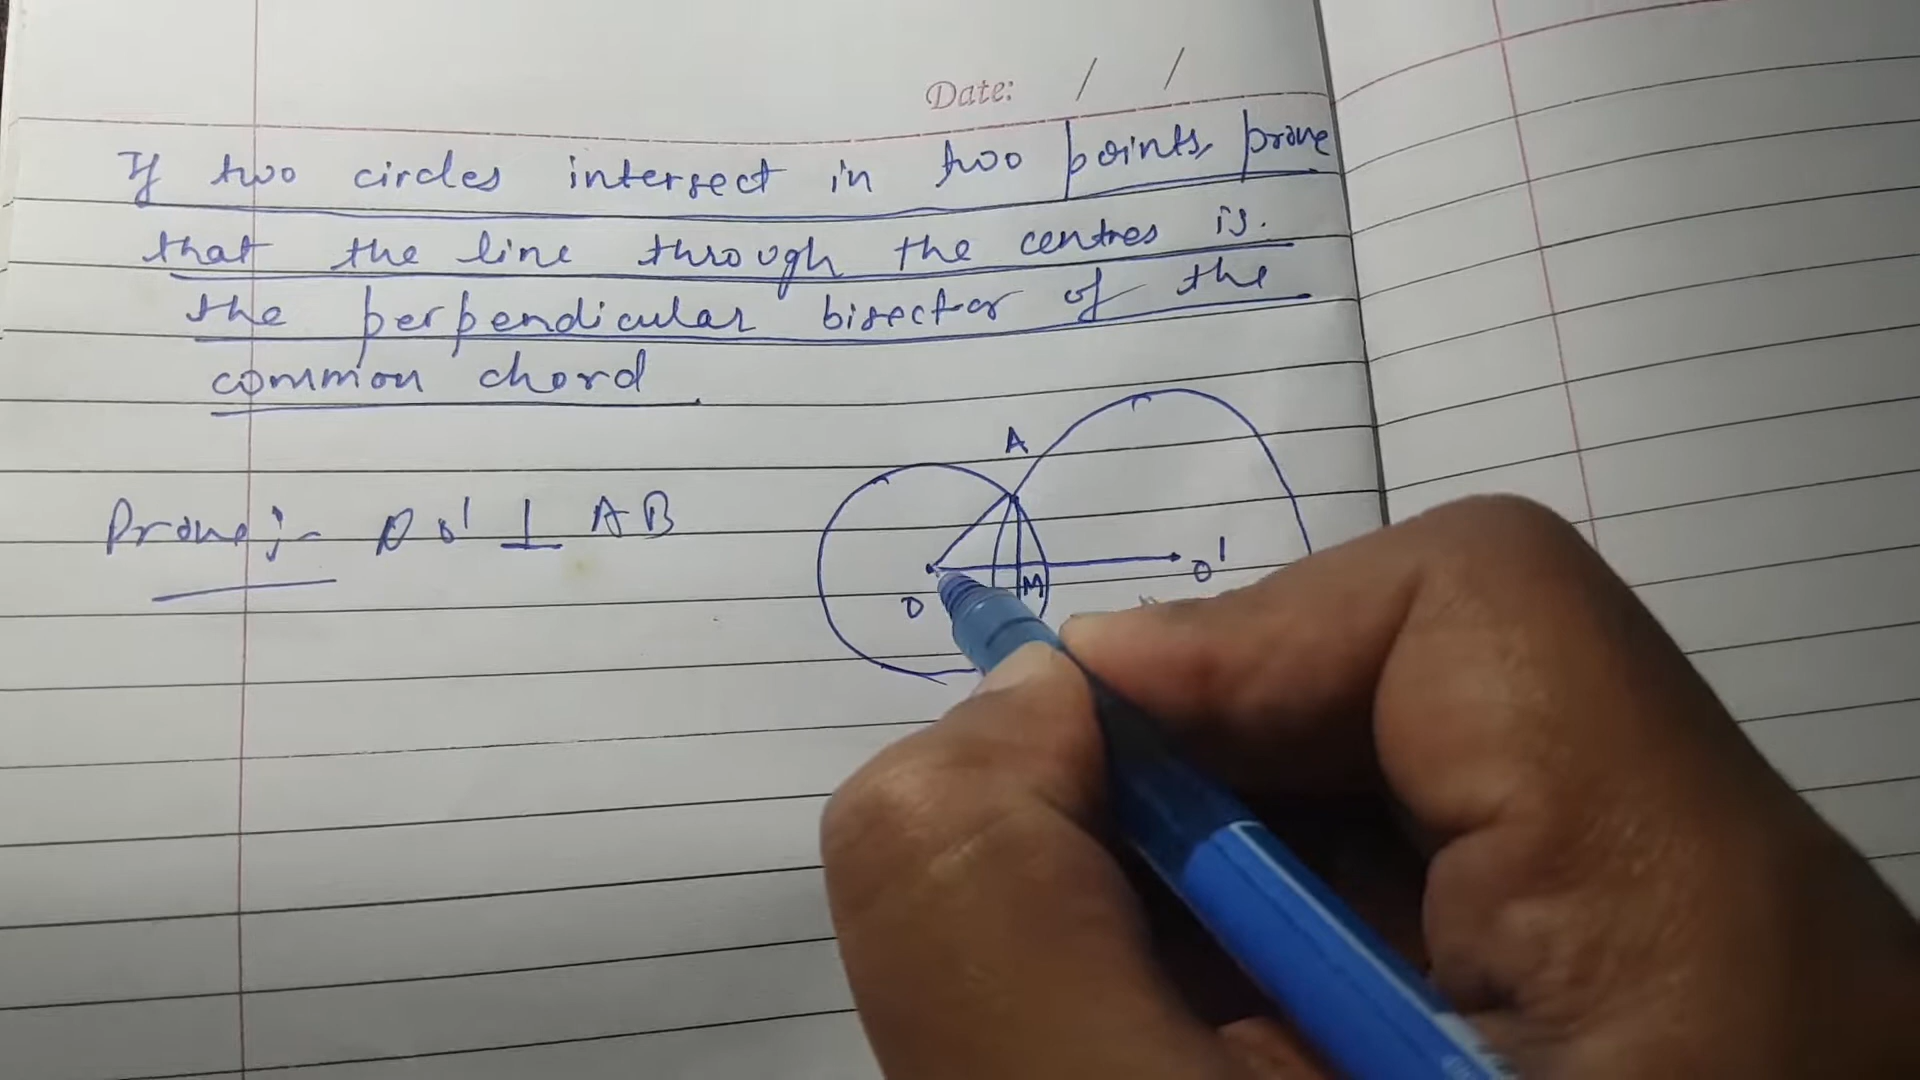 Date: / /
If two circles intersect in two points, prove
that the line through the centres is.
the perpendicular bisector of the
common chord
Prove :- OO' ⊥ AB
A
M
O'
O